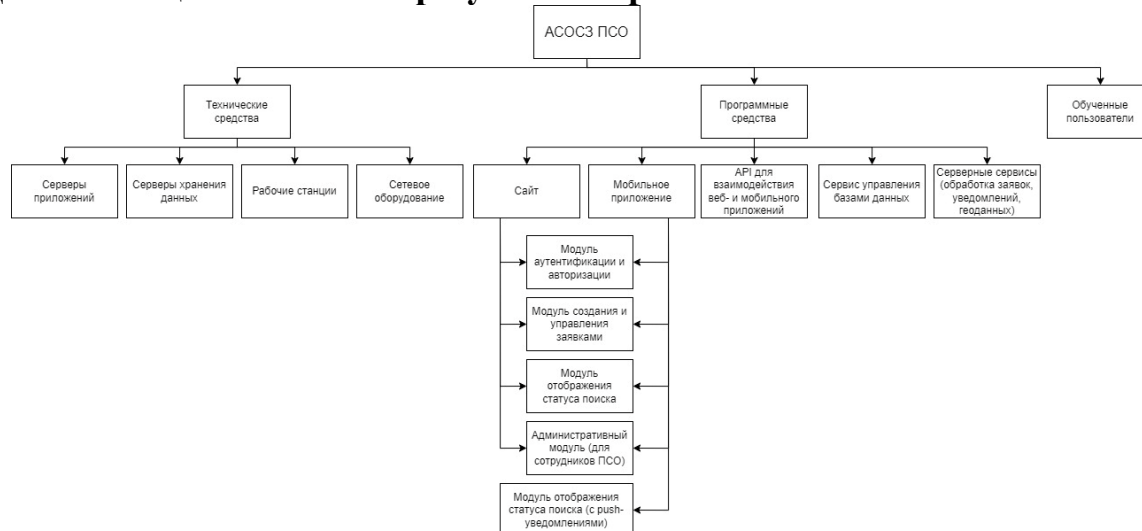 АСОСЗ ПСО
Технические
средства
Программные
средства
Обученные
пользователи
Серверы
приложений
Серверы хранения
данных
Рабочие станции
Сетевое
оборудование
Сайт
Мобильное
приложение
API для
взаимодействия
веб- и мобильного
приложений
Сервис управления
базами данных
Серверные сервисы
(обработка заявок,
уведомлений,
геоданных)
Модуль
аутентификации и
авторизации
Модуль создания и
управления
заявками
Модуль
отображения
статуса поиска
Административный
модуль (для
сотрудников ПСО)
Модуль отображения
статуса поиска (с push-
уведомлениями)